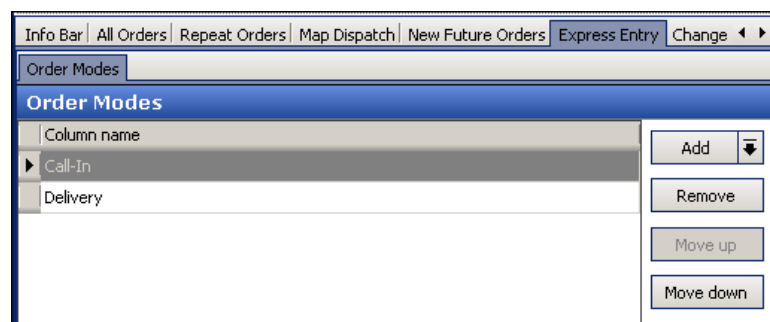 Info Bar All Orders Repeat Orders Map Dispatch New Future Orders Express Entry Change
Order Modes
Order Modes
Column name
Call-In
Delivery
Add
Remove
Move up
Move down